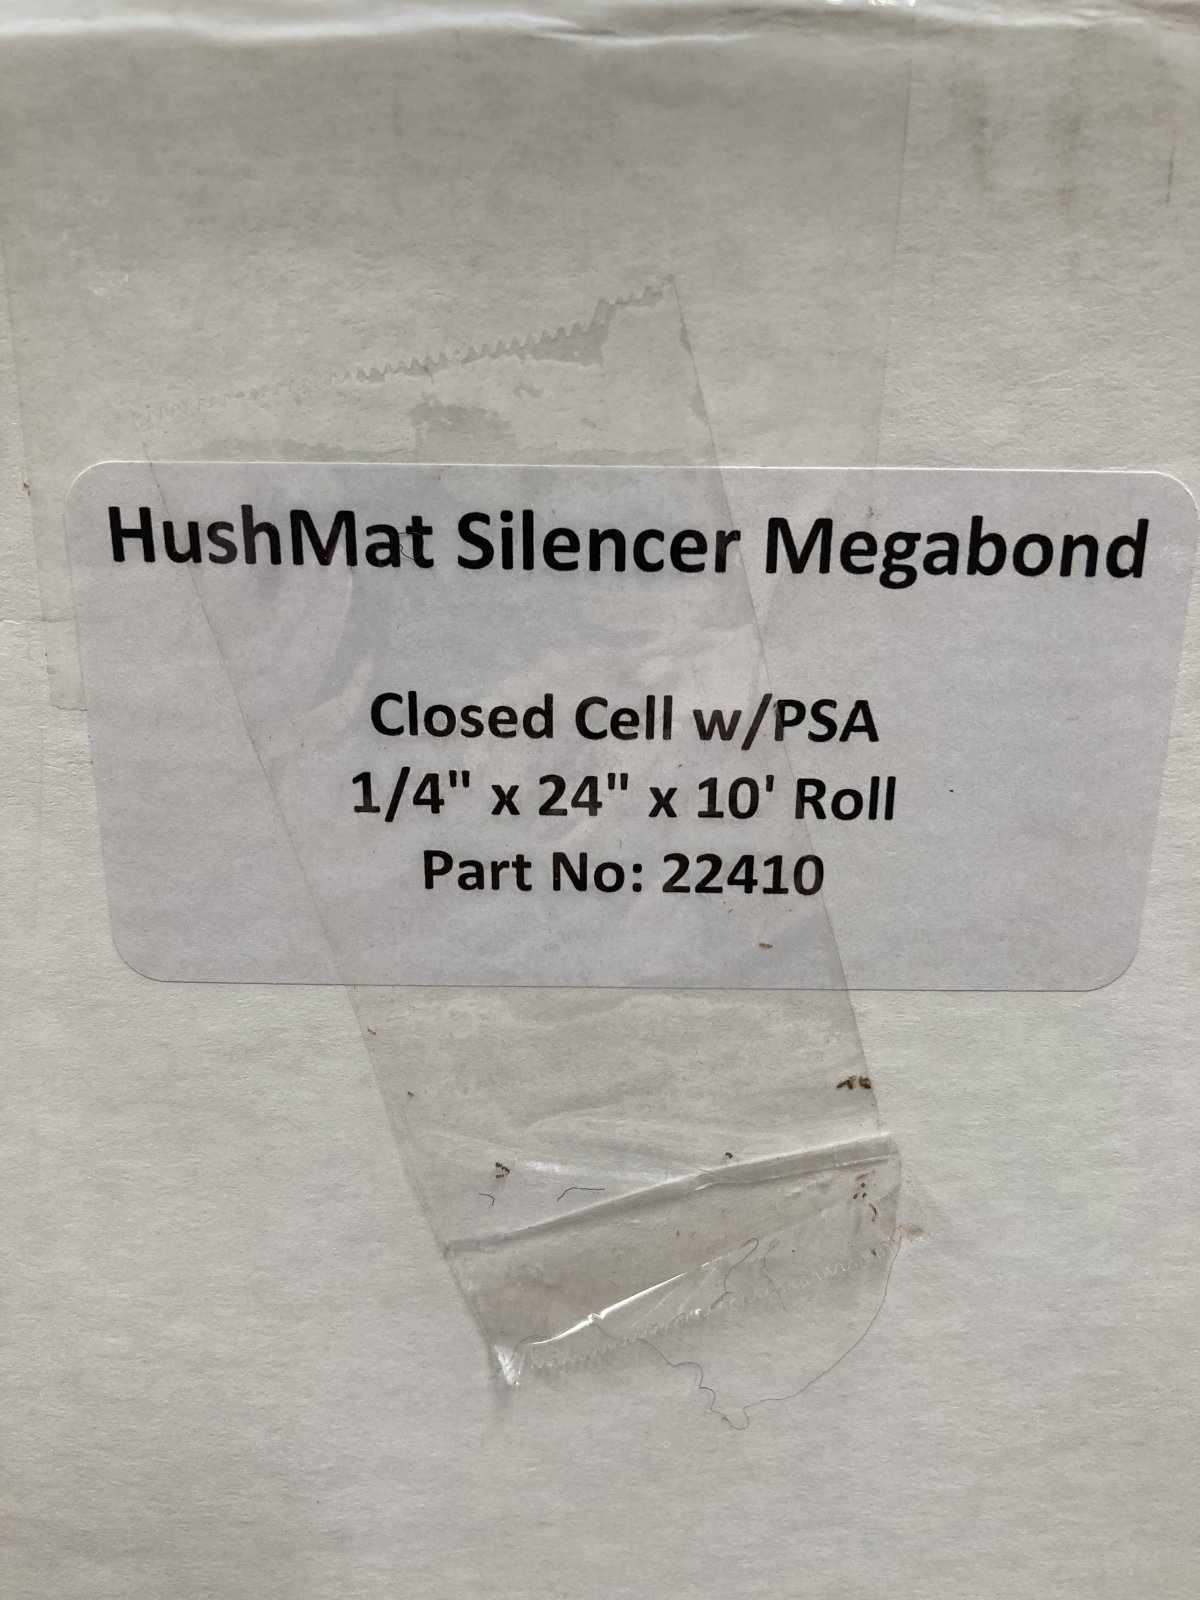 HushMat Silencer Megabond
Closed Cell w/PSA
1/4" x 24" x 10' Roll
Part No: 22410